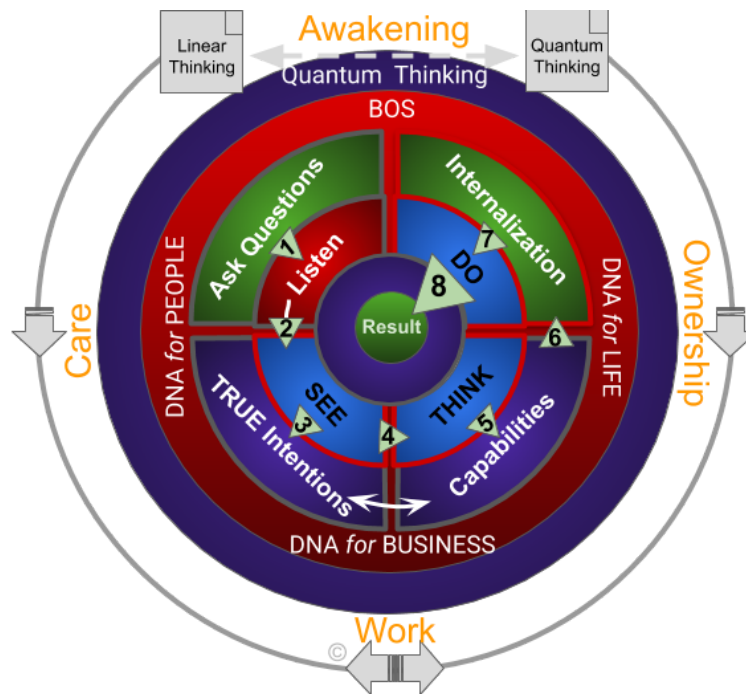 Awakening
Linear
Thinking
Quantum
Thinking
Quantum Thinking
BOS
Ask Questions
Internalization
1
Listen
7
DO
8
Result
DNA for PEOPLE
DNA for LIFE
Care
Ownership
2
6
SEE
THINK
3
4
5
TRUE Intentions
Capabilities
DNA for BUSINESS
Work
©